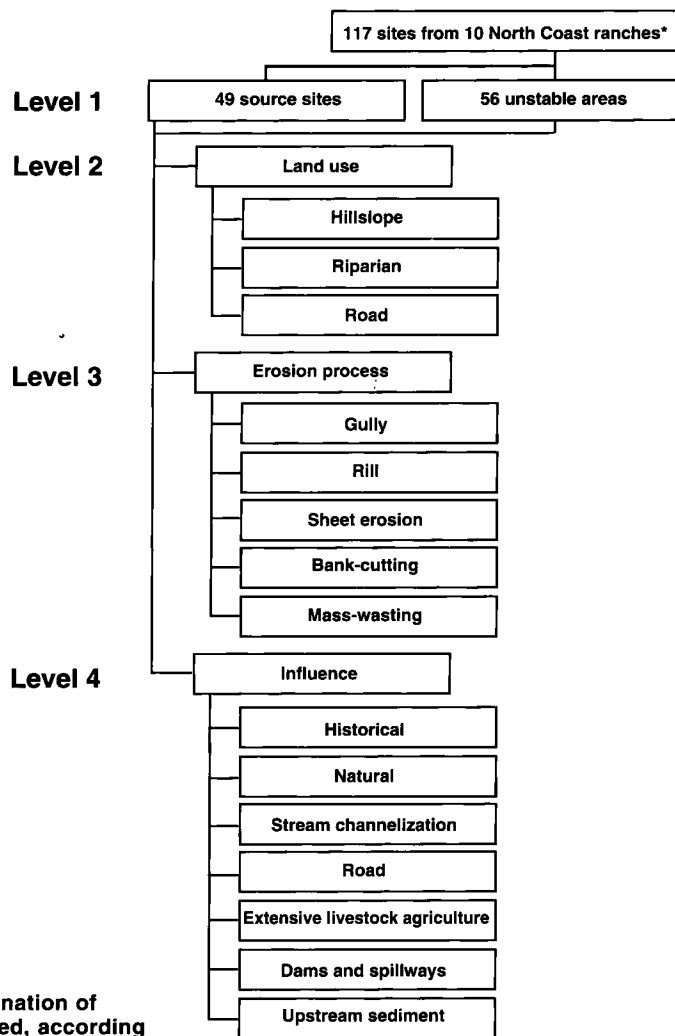 117 sites from 10 North Coast ranches*
Level 1
49 source sites
56 unstable areas
Level 2
Land use
Hillslope
Riparian
Road
Level 3
Erosion process
Gully
Rill
Sheet erosion
Bank-cutting
Mass-wasting
Level 4
Influence
Historical
Natural
Stream channelization
Road
Extensive livestock agriculture
Dams and spillways
Upstream sediment
nation of
ed, according